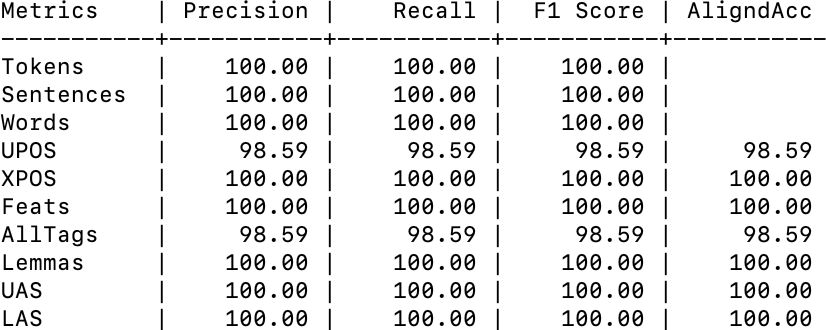 Metrics    | Precision |    Recall |  F1 Score | AligndAcc
-----------+-----------+-----------+-----------+-----------
Tokens     |    100.00 |    100.00 |    100.00 |
Sentences  |    100.00 |    100.00 |    100.00 |
Words      |    100.00 |    100.00 |    100.00 |
UPOS       |     98.59 |     98.59 |     98.59 |     98.59
XPOS       |    100.00 |    100.00 |    100.00 |    100.00
Feats      |    100.00 |    100.00 |    100.00 |    100.00
AllTags    |     98.59 |     98.59 |     98.59 |     98.59
Lemmas     |    100.00 |    100.00 |    100.00 |    100.00
UAS        |    100.00 |    100.00 |    100.00 |    100.00
LAS        |    100.00 |    100.00 |    100.00 |    100.00